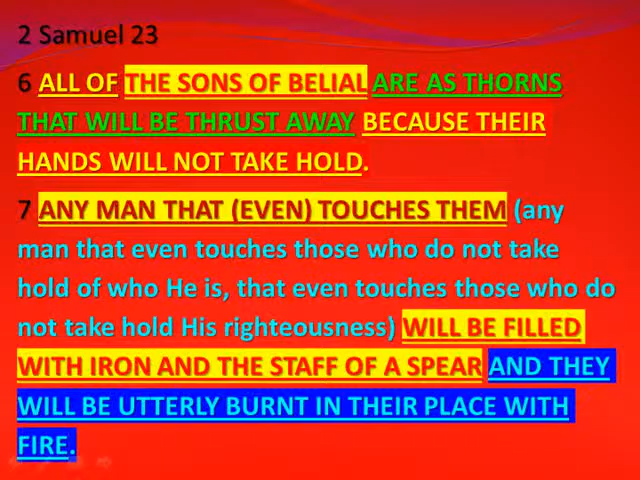 2 Samuel 23
6 ALL OF THE SONS OF BELIAL ARE AS THORNS
THAT WILL BE THRUST AWAY BECAUSE THEIR
HANDS WILL NOT TAKE HOLD.
7 ANY MAN THAT (EVEN) TOUCHES THEM (any
man that even touches those who do not take
hold of who He is, that even touches those who do
not take hold His righteousness) WILL BE FILLED
WITH IRON AND THE STAFF OF A SPEAR AND THEY
WILL BE UTTERLY BURNT IN THEIR PLACE WITH
FIRE.